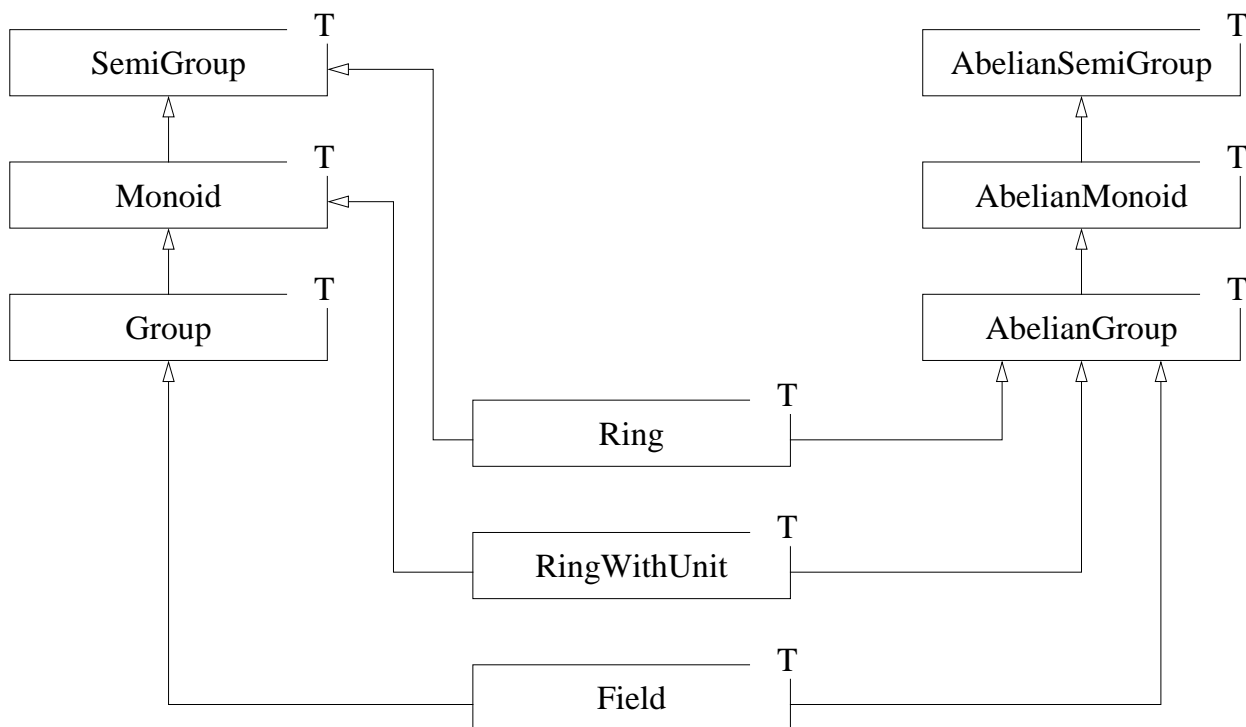 T
SemiGroup
T
AbelianSemiGroup
T
Monoid
T
AbelianMonoid
T
Group
T
AbelianGroup
T
Ring
T
RingWithUnit
T
Field